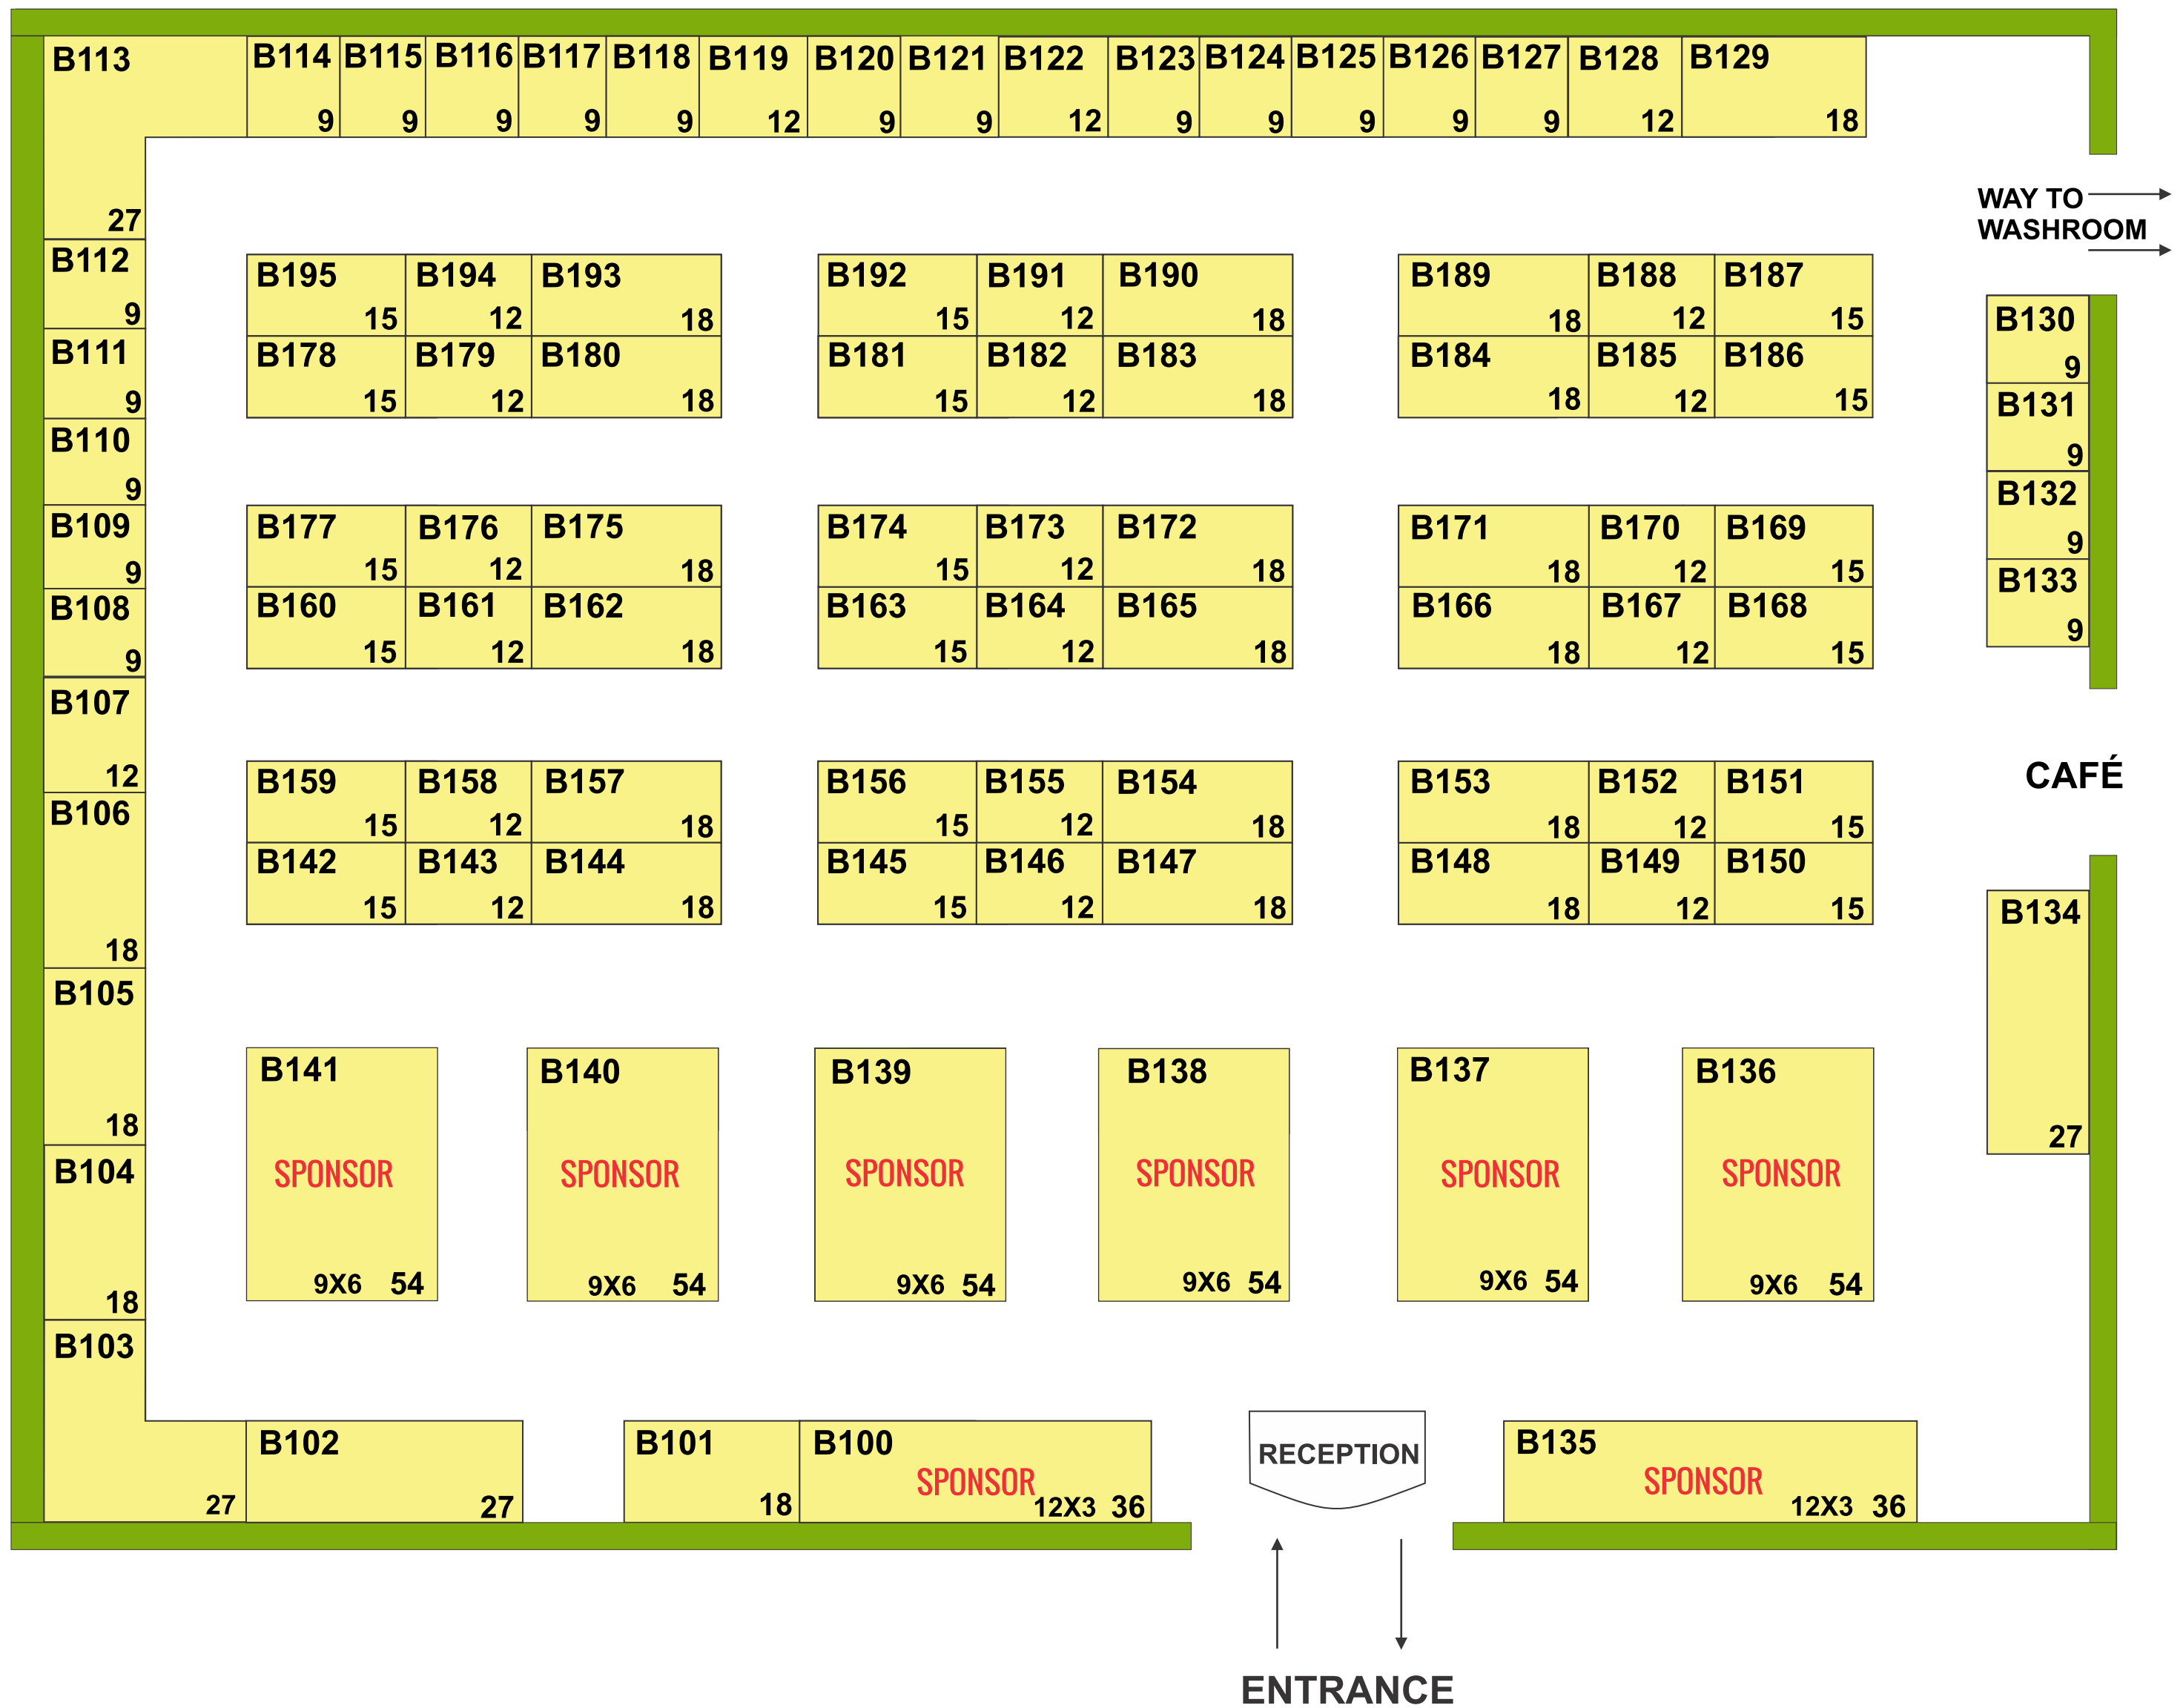 B113 B114 B115 B116 B117 B118 B119 B120 B121 B122 B123 B124 B125 B126 B127 B128 B129
9 9 9 9 9 12 9 9 12 9 9 9 9 9 12 18
WAY TO
WASHROOM
27
B112
9
B111
9
B110
9
B109
9
B108
9
B107
12
B106
18
B105
18
B104
18
B103
27
B195 B194 B193 B192 B191 B190 B189 B188 B187
15 12 18 15 12 18 18 12 15
B178 B179 B180 B181 B182 B183 B184 B185 B186
15 12 18 15 12 18 18 12 15
B130
9
B131
9
B132
9
B133
9
B177 B176 B175 B174 B173 B172 B171 B170 B169
15 12 18 15 12 18 18 12 15
B160 B161 B162 B163 B164 B165 B166 B167 B168
15 12 18 15 12 18 18 12 15
CAFÉ
B159 B158 B157 B156 B155 B154 B153 B152 B151
15 12 18 15 12 18 18 12 15
B142 B143 B144 B145 B146 B147 B148 B149 B150
15 12 18 15 12 18 18 12 15
B134
27
B141 B140 B139 B138 B137 B136
SPONSOR SPONSOR SPONSOR SPONSOR SPONSOR SPONSOR
9X6 54 9X6 54 9X6 54 9X6 54 9X6 54 9X6 54
B102 B101 B100 RECEPTION B135
SPONSOR SPONSOR
27 18 12X3 36 12X3 36
ENTRANCE